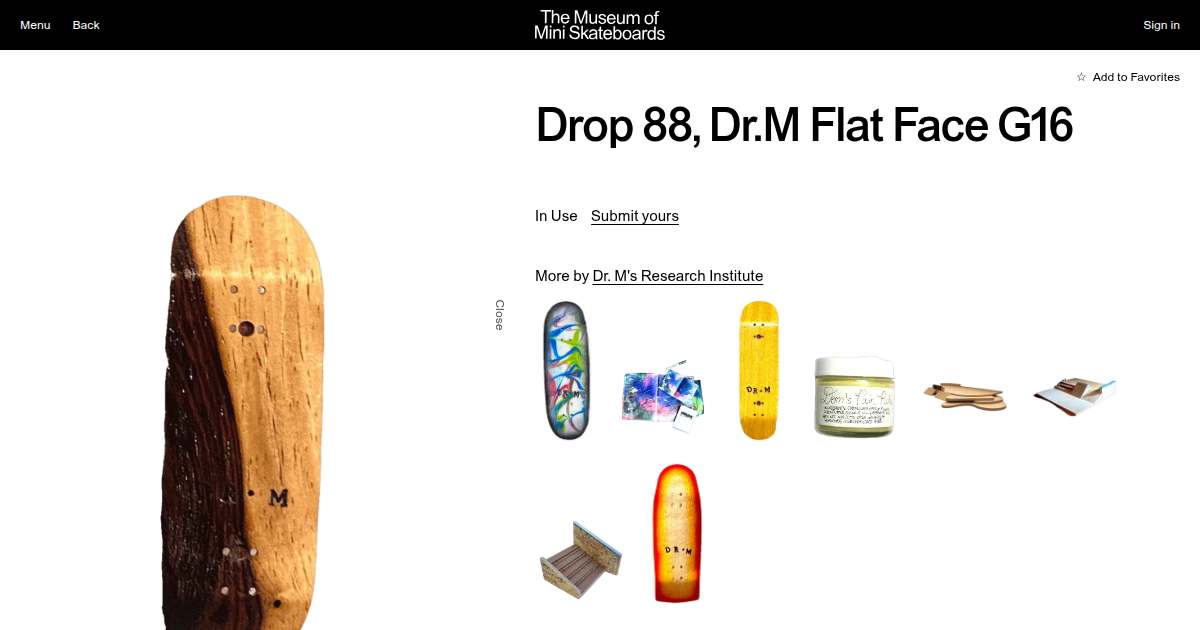 Menu
Back
The Museum of
Mini Skateboards
Sign in
☆ Add to Favorites
Drop 88, Dr.M Flat Face G16
In Use Submit yours
More by Dr. M's Research Institute
Close
M
DR•M
DR•M